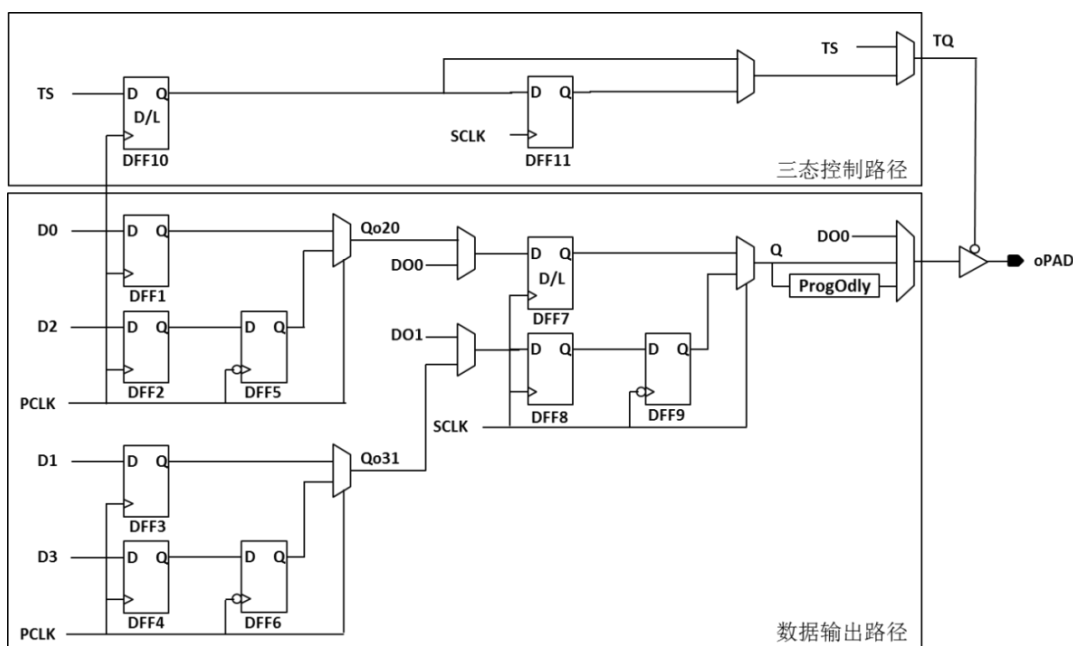 TS
TQ
TS
D Q
D/L
DFF10
D Q
SCLK
DFF11
三态控制路径
D0
D Q
DFF1
Qo20
DO0
D Q
D/L
DFF7
Q
DO0
ProgOdly
oPAD
D2
D Q
DFF2
D Q
DFF5
PCLK
DO1
D Q
DFF8
D Q
DFF9
SCLK
D1
D Q
DFF3
Qo31
D3
D Q
DFF4
D Q
DFF6
PCLK
数据输出路径